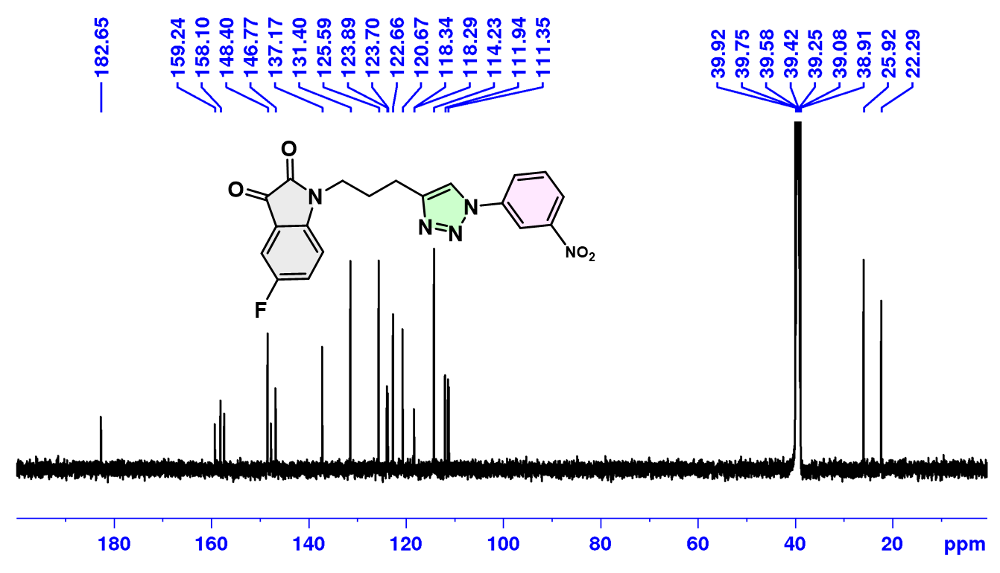 182.65
159.24
158.10
148.40
146.77
137.17
131.40
125.59
123.89
123.70
122.66
120.67
118.34
118.29
114.23
111.94
111.35
39.92
39.75
39.58
39.42
39.25
39.08
38.91
25.92
22.29
O
O
N
N
N
N
NO2
F
180 160 140 120 100 80 60 40 20 ppm